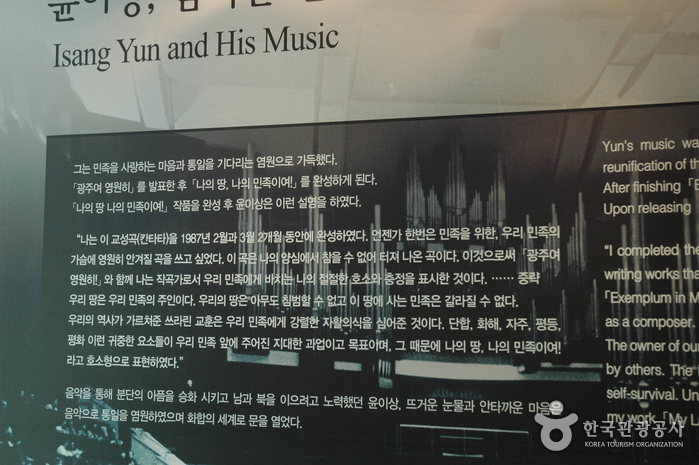 Isang Yun and His Music
그는 민족을 사랑하는 마음과 통일을 기다리는 염원으로 가득했다.
「광주여 영원히」를 발표한 후 「나의 땅, 나의 민족이여!」를 완성하게 된다.
「나의 땅 나의 민족이여!」 작품을 완성 후 윤이상은 이런 설명을 하였다.
“나는 이 교성곡(칸타타)을 1987년 2월과 3월 2개월 동안에 완성하였다. 언젠가 한번은 민족을 위한, 우리 민족의
가슴에 영원히 안겨질 곡을 쓰고 싶었다. 이 곡은 나의 양심에서 참을 수 없어 터져 나온 곡이다. 이것으로써 「광주여
영원히!」와 함께 나는 작곡가로서 우리 민족에게 바치는 나의 절절한 호소와 충정을 표시한 것이다. …… 중략
우리 땅은 우리 민족의 주인이다. 우리의 땅은 아무도 침범할 수 없고 이 땅에 사는 민족은 갈라질 수 없다.
우리의 역사가 가르쳐준 쓰라린 교훈은 우리 민족에게 강렬한 자활의식을 심어준 것이다. 단합, 화해, 자주, 평등,
평화 이런 귀중한 요소들이 우리 민족 앞에 주어진 지대한 과업이고 목표이며, 그 때문에 나의 땅, 나의 민족이여!
라고 호소형으로 표현하였다.”
음악을 통해 분단의 아픔을 승화 시키고 남과 북을 이으려고 노력했던 윤이상, 뜨거운 눈물과 안타까운 마음을
음악으로 통일을 염원하였으며 화합의 세계로 문을 열었다.
Yun's music wa
reunification of th
After finishing 「E
Upon releasing
“I completed the
writing works tha
「Exemplum in M
as a composer
The owner of our
by others. The
self-survival. Un
my work, 「My La
한국관광공사
KOREA TOURISM ORGANIZATION